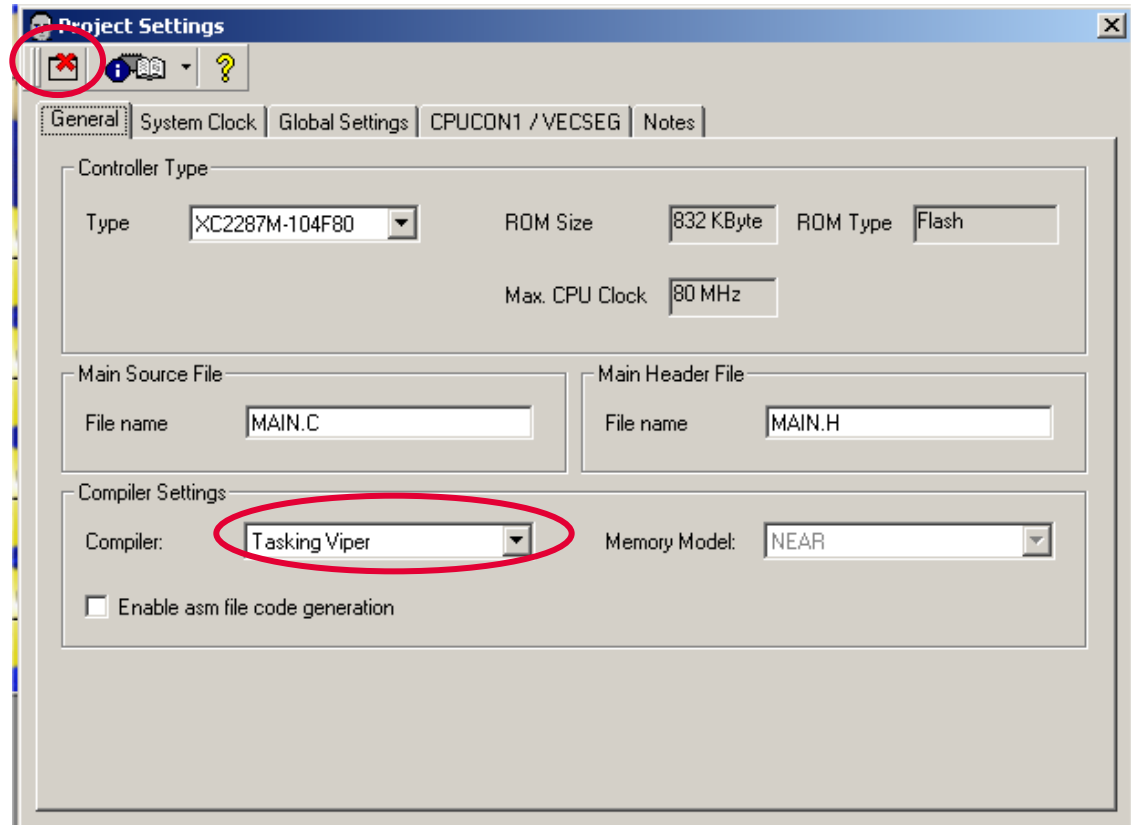 Project Settings
General System Clock Global Settings CPUCON1 / VECSEG Notes
Controller Type
Type XC2287M-104F80 ROM Size 832 KByte ROM Type Flash
Max. CPU Clock 80 MHz
Main Source File Main Header File
File name MAIN.C File name MAIN.H
Compiler Settings
Compiler: Tasking Viper Memory Model: NEAR
Enable asm file code generation